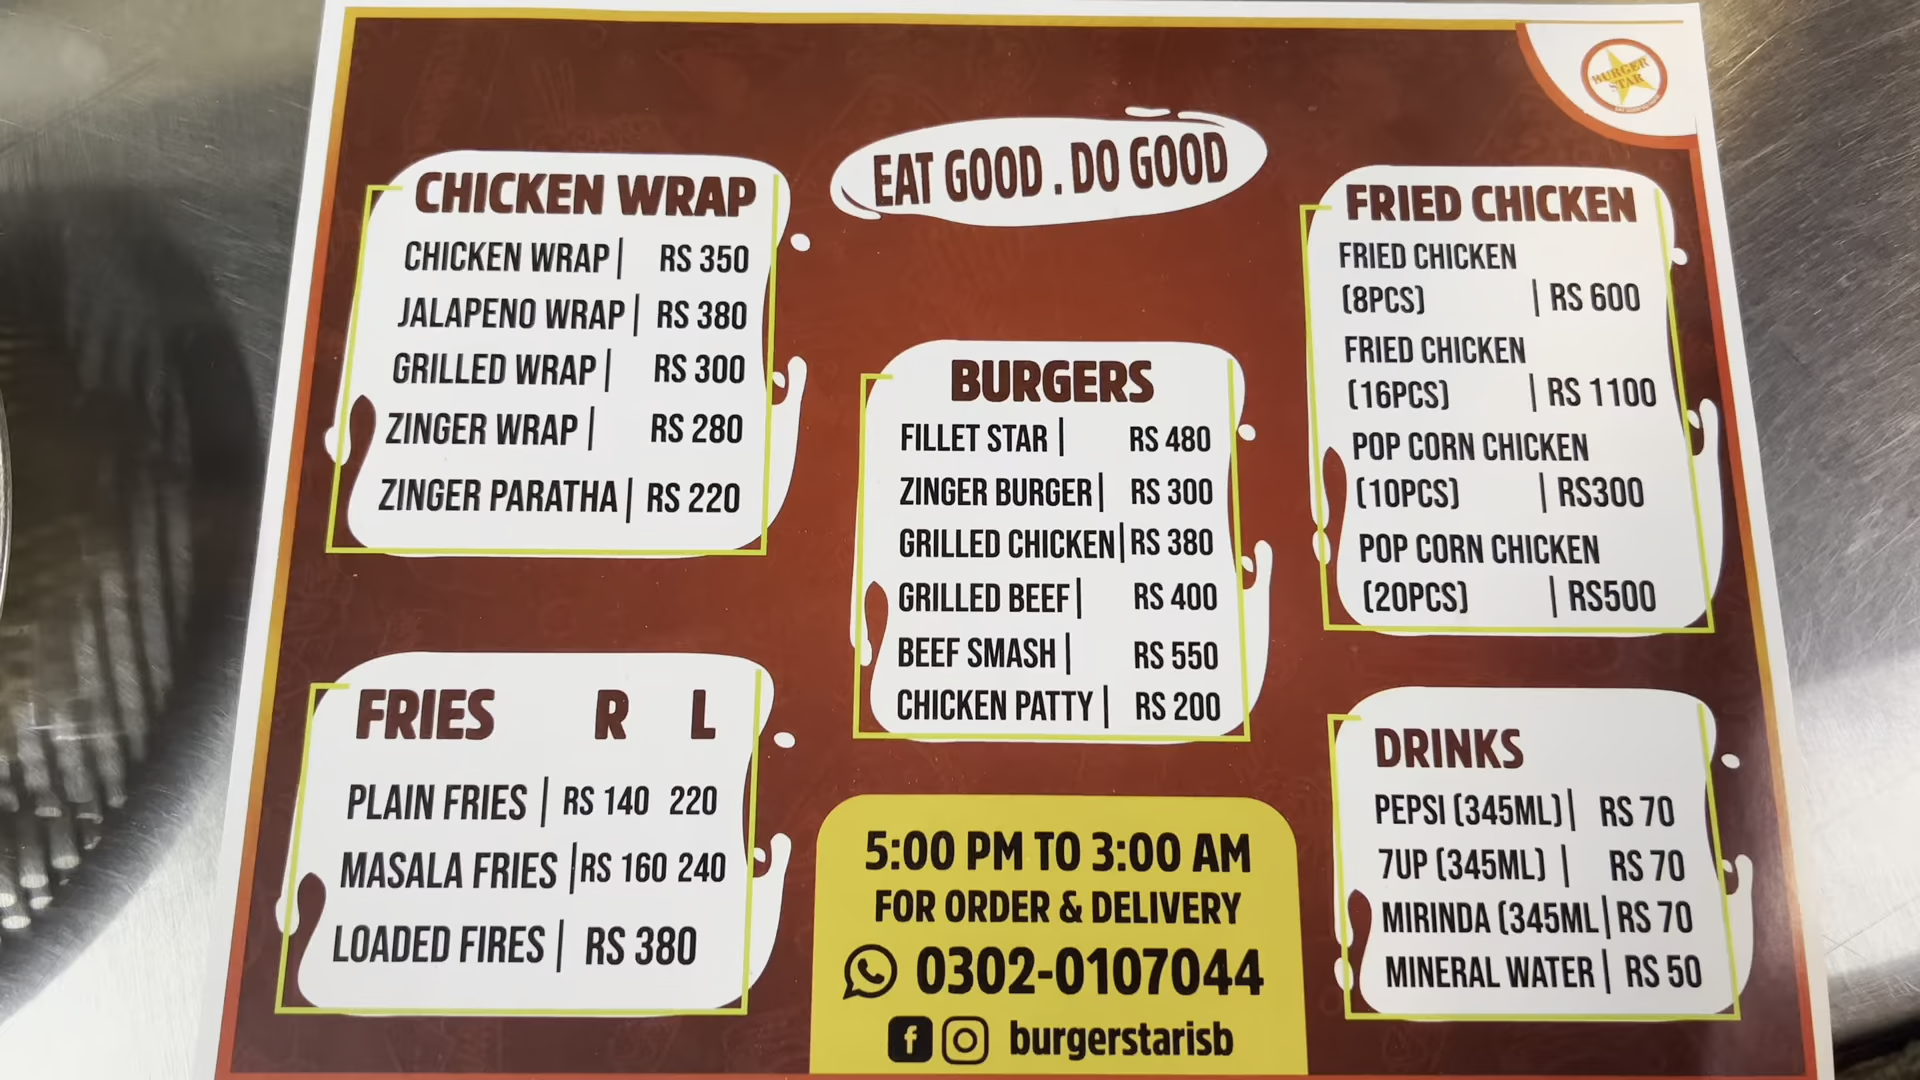 BURGER
STAR
EAT GOOD . DO GOOD
CHICKEN WRAP
CHICKEN WRAP | RS 350
JALAPENO WRAP | RS 380
GRILLED WRAP | RS 300
ZINGER WRAP | RS 280
ZINGER PARATHA | RS 220
FRIES R L
PLAIN FRIES | RS 140 220
MASALA FRIES | RS 160 240
LOADED FIRES | RS 380
BURGERS
FILLET STAR | RS 480
ZINGER BURGER | RS 300
GRILLED CHICKEN | RS 380
GRILLED BEEF | RS 400
BEEF SMASH | RS 550
CHICKEN PATTY | RS 200
5:00 PM TO 3:00 AM
FOR ORDER & DELIVERY
0302-0107044
burgerstarisb
FRIED CHICKEN
FRIED CHICKEN
(8PCS) | RS 600
FRIED CHICKEN
(16PCS) | RS 1100
POP CORN CHICKEN
(10PCS) | RS300
POP CORN CHICKEN
(20PCS) | RS500
DRINKS
PEPSI (345ML) | RS 70
7UP (345ML) | RS 70
MIRINDA (345ML | RS 70
MINERAL WATER | RS 50